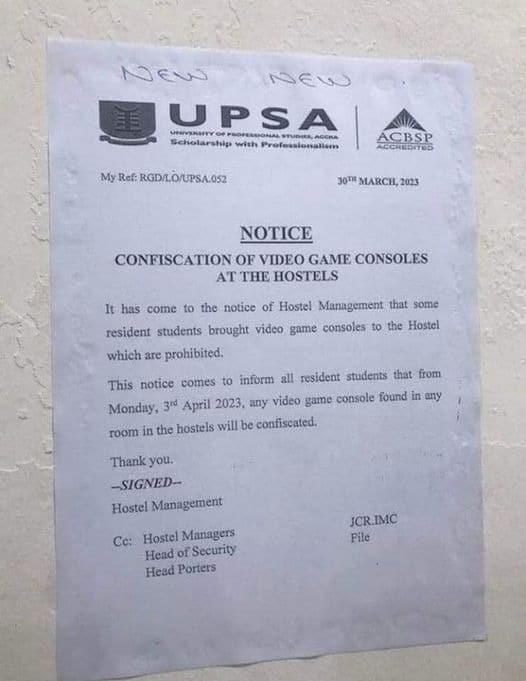 NEW NEW
UPSA
UNIVERSITY OF PROFESSIONAL STUDIES, ACCRA
Scholarship with Professionalism
ACBSP
ACCREDITED
My Ref: RGD/LO/UPSA.052 30TH MARCH, 2023
NOTICE
CONFISCATION OF VIDEO GAME CONSOLES
AT THE HOSTELS
It has come to the notice of Hostel Management that some
resident students brought video game consoles to the Hostel
which are prohibited.
This notice comes to inform all resident students that from
Monday, 3rd April 2023, any video game console found in any
room in the hostels will be confiscated.
Thank you.
--SIGNED--
Hostel Management
Cc: Hostel Managers JCR.IMC
Head of Security File
Head Porters